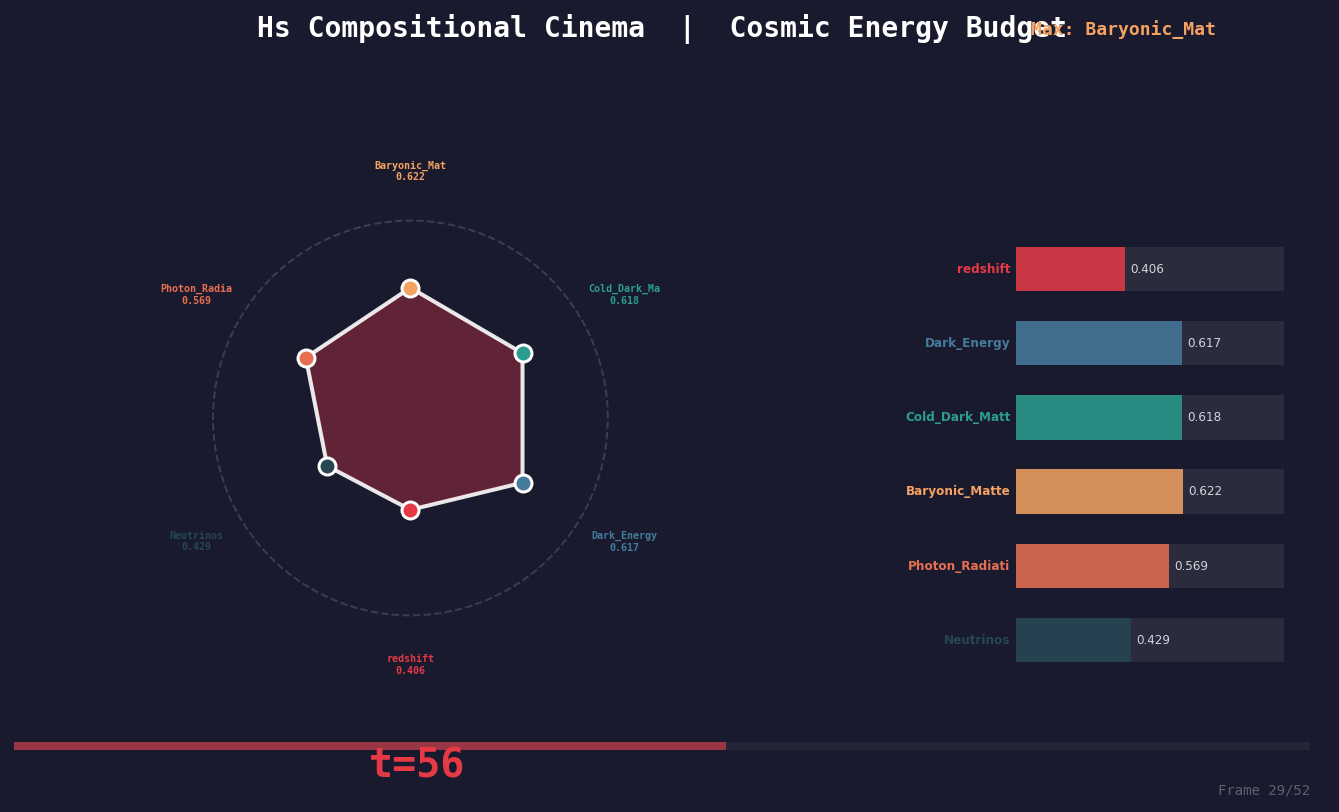 Hs Compositional Cinema | Cosmic Energy Budget
Max: Baryonic_Mat
Baryonic_Mat
0.622
Photon_Radia
0.569
Cold_Dark_Ma
0.618
Neutrinos
0.429
Dark_Energy
0.617
redshift
0.406
redshift 0.406
Dark_Energy 0.617
Cold_Dark_Matt 0.618
Baryonic_Matte 0.622
Photon_Radiati 0.569
Neutrinos 0.429
t=56
Frame 29/52